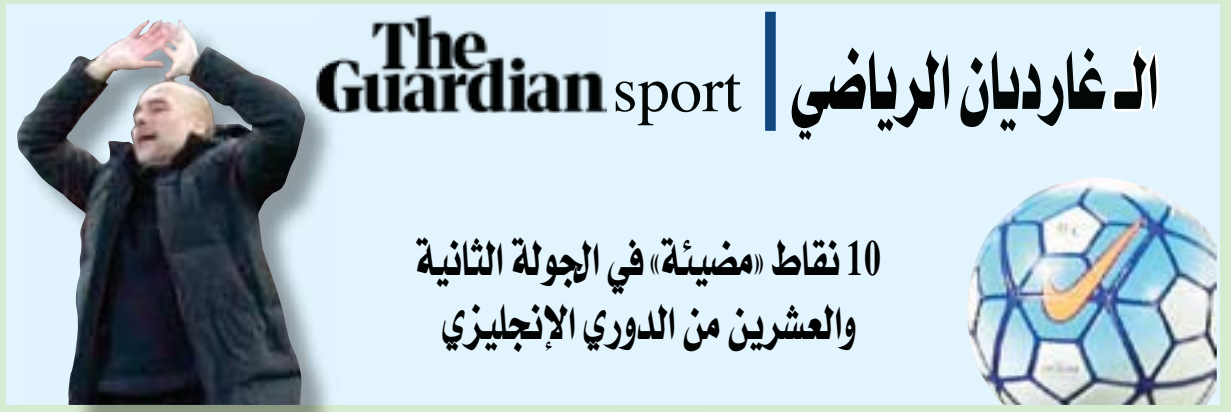 الـ غارديان الرياضي
The
Guardian sport
10 نقاط «مضيئة» في الجولة الثانية
والعشرين من الدوري الإنجليزي